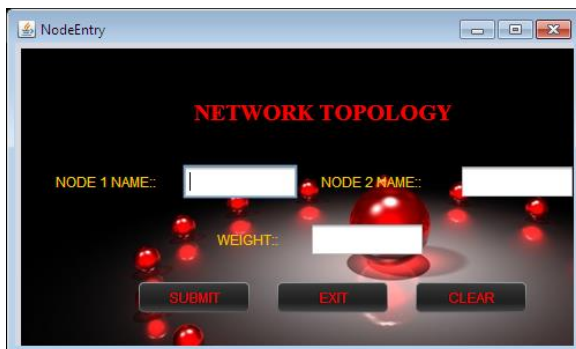 NodeEntry
NETWORK TOPOLOGY
NODE 1 NAME:: NODE 2 NAME::
WEIGHT::
SUBMIT EXIT CLEAR